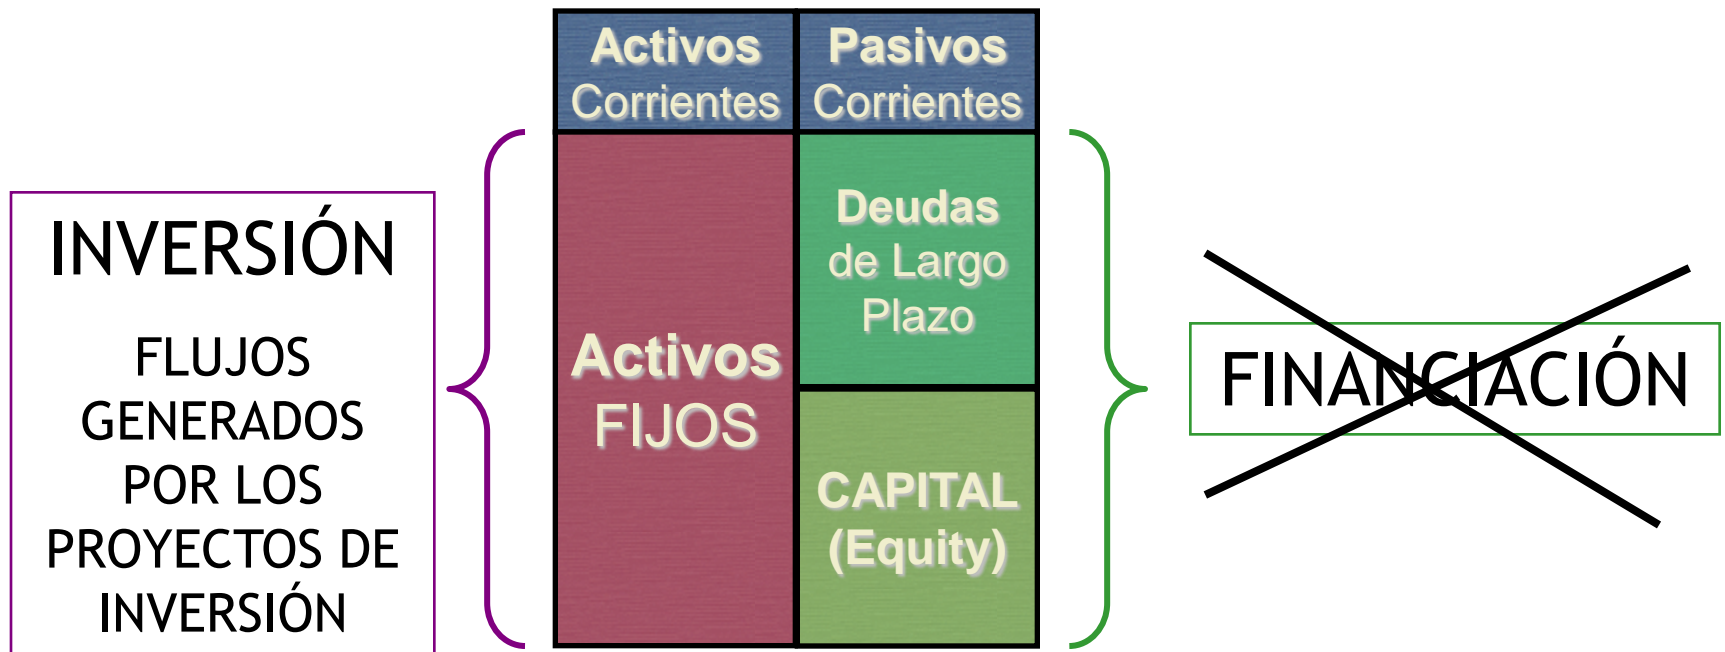 Activos
Corrientes
Pasivos
Corrientes
INVERSIÓN
FLUJOS
GENERADOS
POR LOS
PROYECTOS DE
INVERSIÓN
Activos
FIJOS
Deudas
de Largo
Plazo
CAPITAL
(Equity)
FINANCIACIÓN